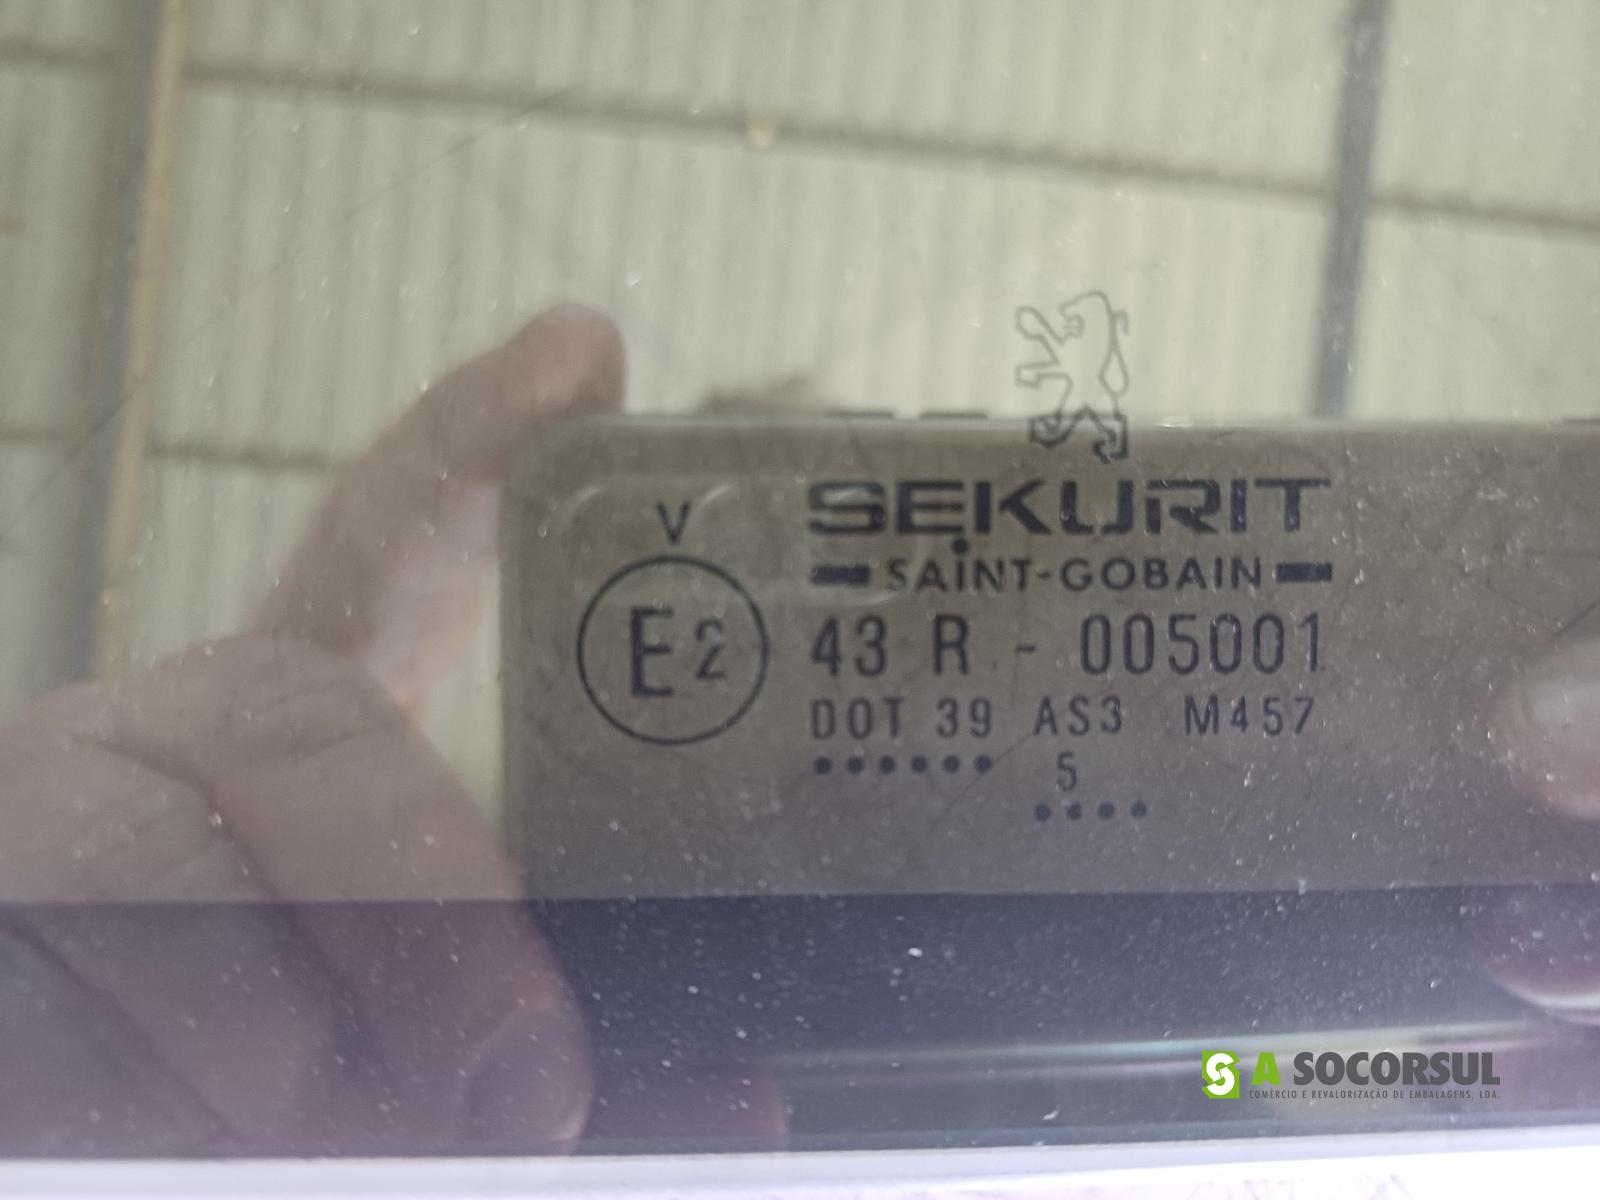 SEKURIT
SAINT-GOBAIN
V
E2
43 R - 005001
DOT 39 AS3 M457
•••••• 5
••••
A SOCORSUL
COMÉRCIO E REVALORIZAÇÃO DE EMBALAGENS, LDA.